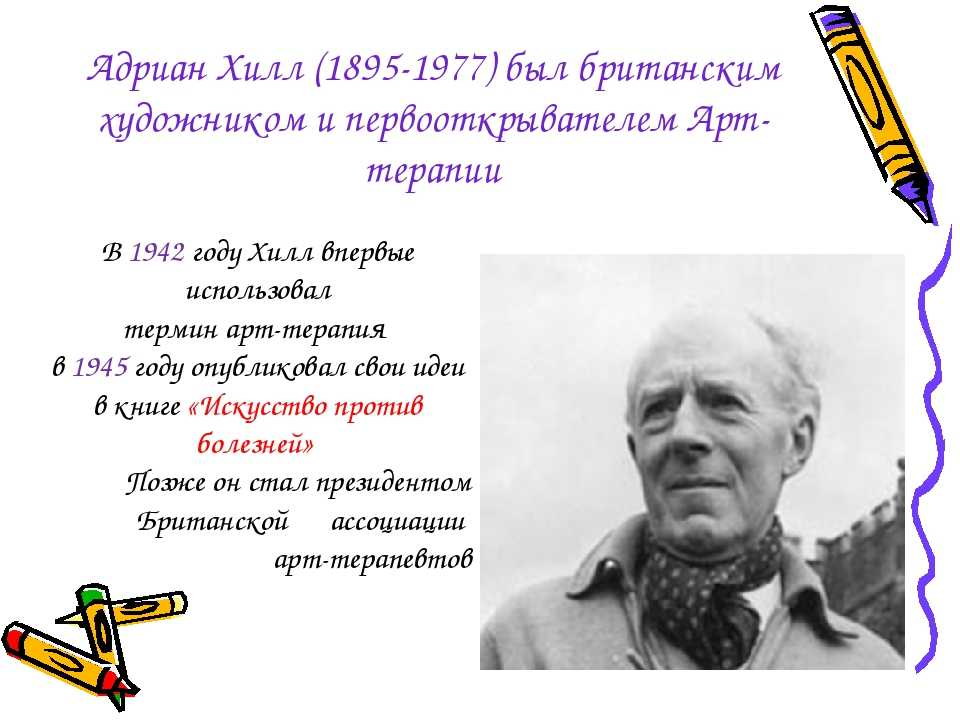 Адриан Хилл (1895-1977) был британским
художником и первооткрывателем Арт-
терапии
В 1942 году Хилл впервые
использовал
термин арт-терапия
в 1945 году опубликовал свои идеи
в книге «Искусство против
болезней»
Позже он стал президентом
Британской ассоциации
арт-терапевтов